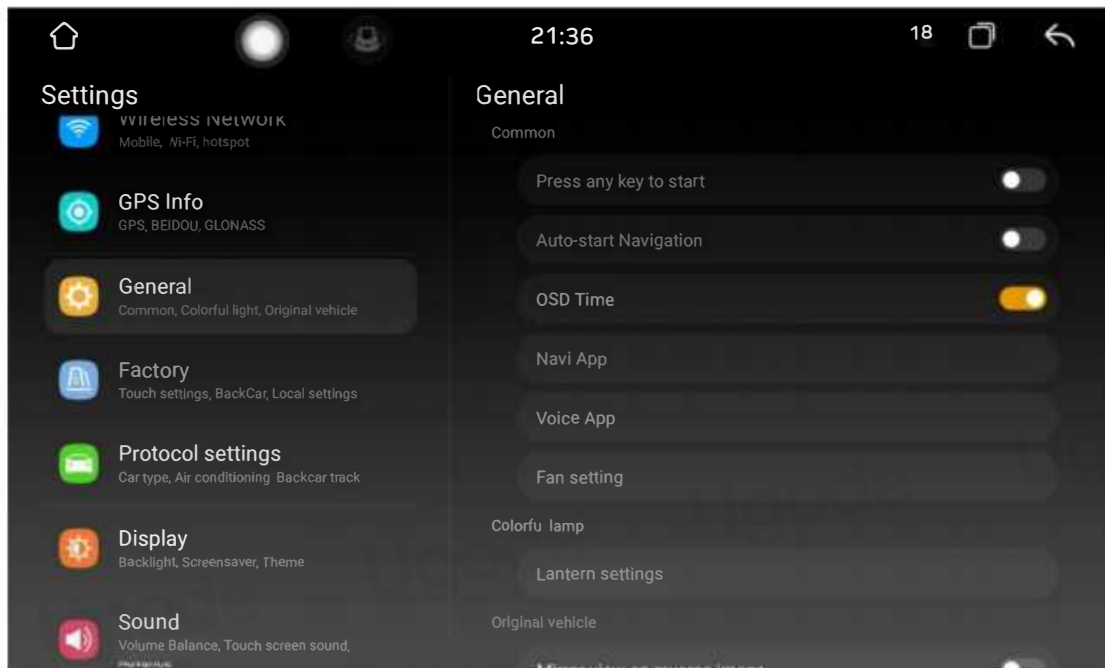 21:36
18
Settings
General
Wireless Network
Mobile, Wi-Fi, hotspot
Common
GPS Info
GPS, BEIDOU, GLONASS
Press any key to start
Auto-start Navigation
General
Common, Colorful light, Original vehicle
OSD Time
Factory
Touch settings, BackCar, Local settings
Navi App
Voice App
Protocol settings
Car type, Air conditioning Backcar track
Fan setting
Colorfu lamp
Display
Backlight, Screensaver, Theme
Lantern settings
Sound
Volume Balance, Touch screen sound,
Original vehicle
Ugode